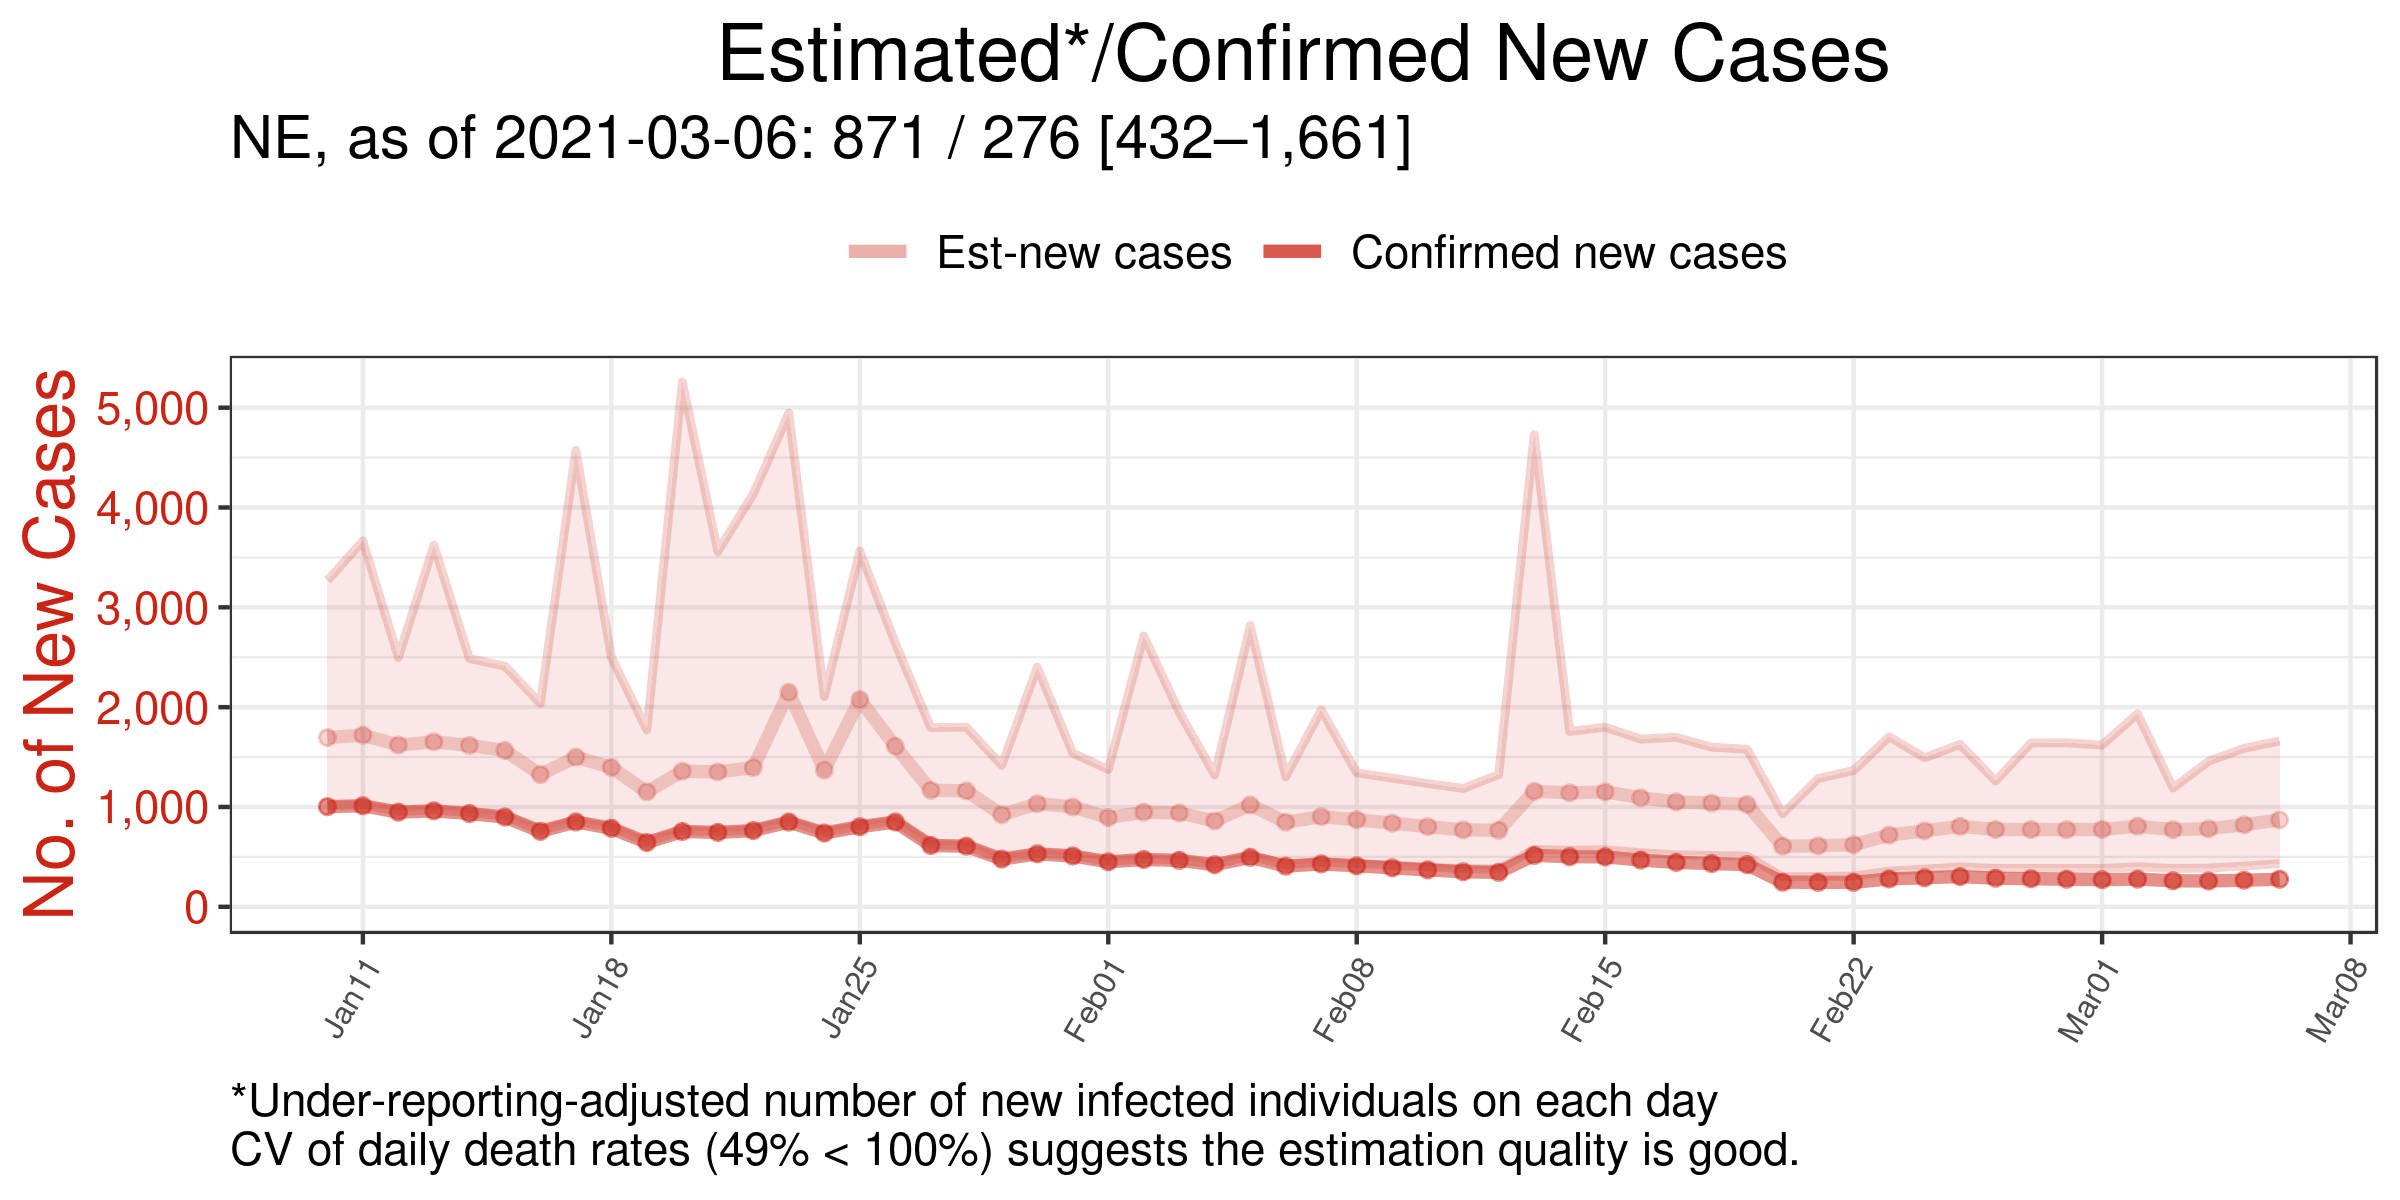 Estimated*/Confirmed New Cases
NE, as of 2021-03-06: 871 / 276 [432–1,661]
Est-new cases
Confirmed new cases
No. of New Cases
5,000
4,000
3,000
2,000
1,000
0
Jan11
Jan18
Jan25
Feb01
Feb08
Feb15
Feb22
Mar01
Mar08
*Under-reporting-adjusted number of new infected individuals on each day
CV of daily death rates (49% < 100%) suggests the estimation quality is good.